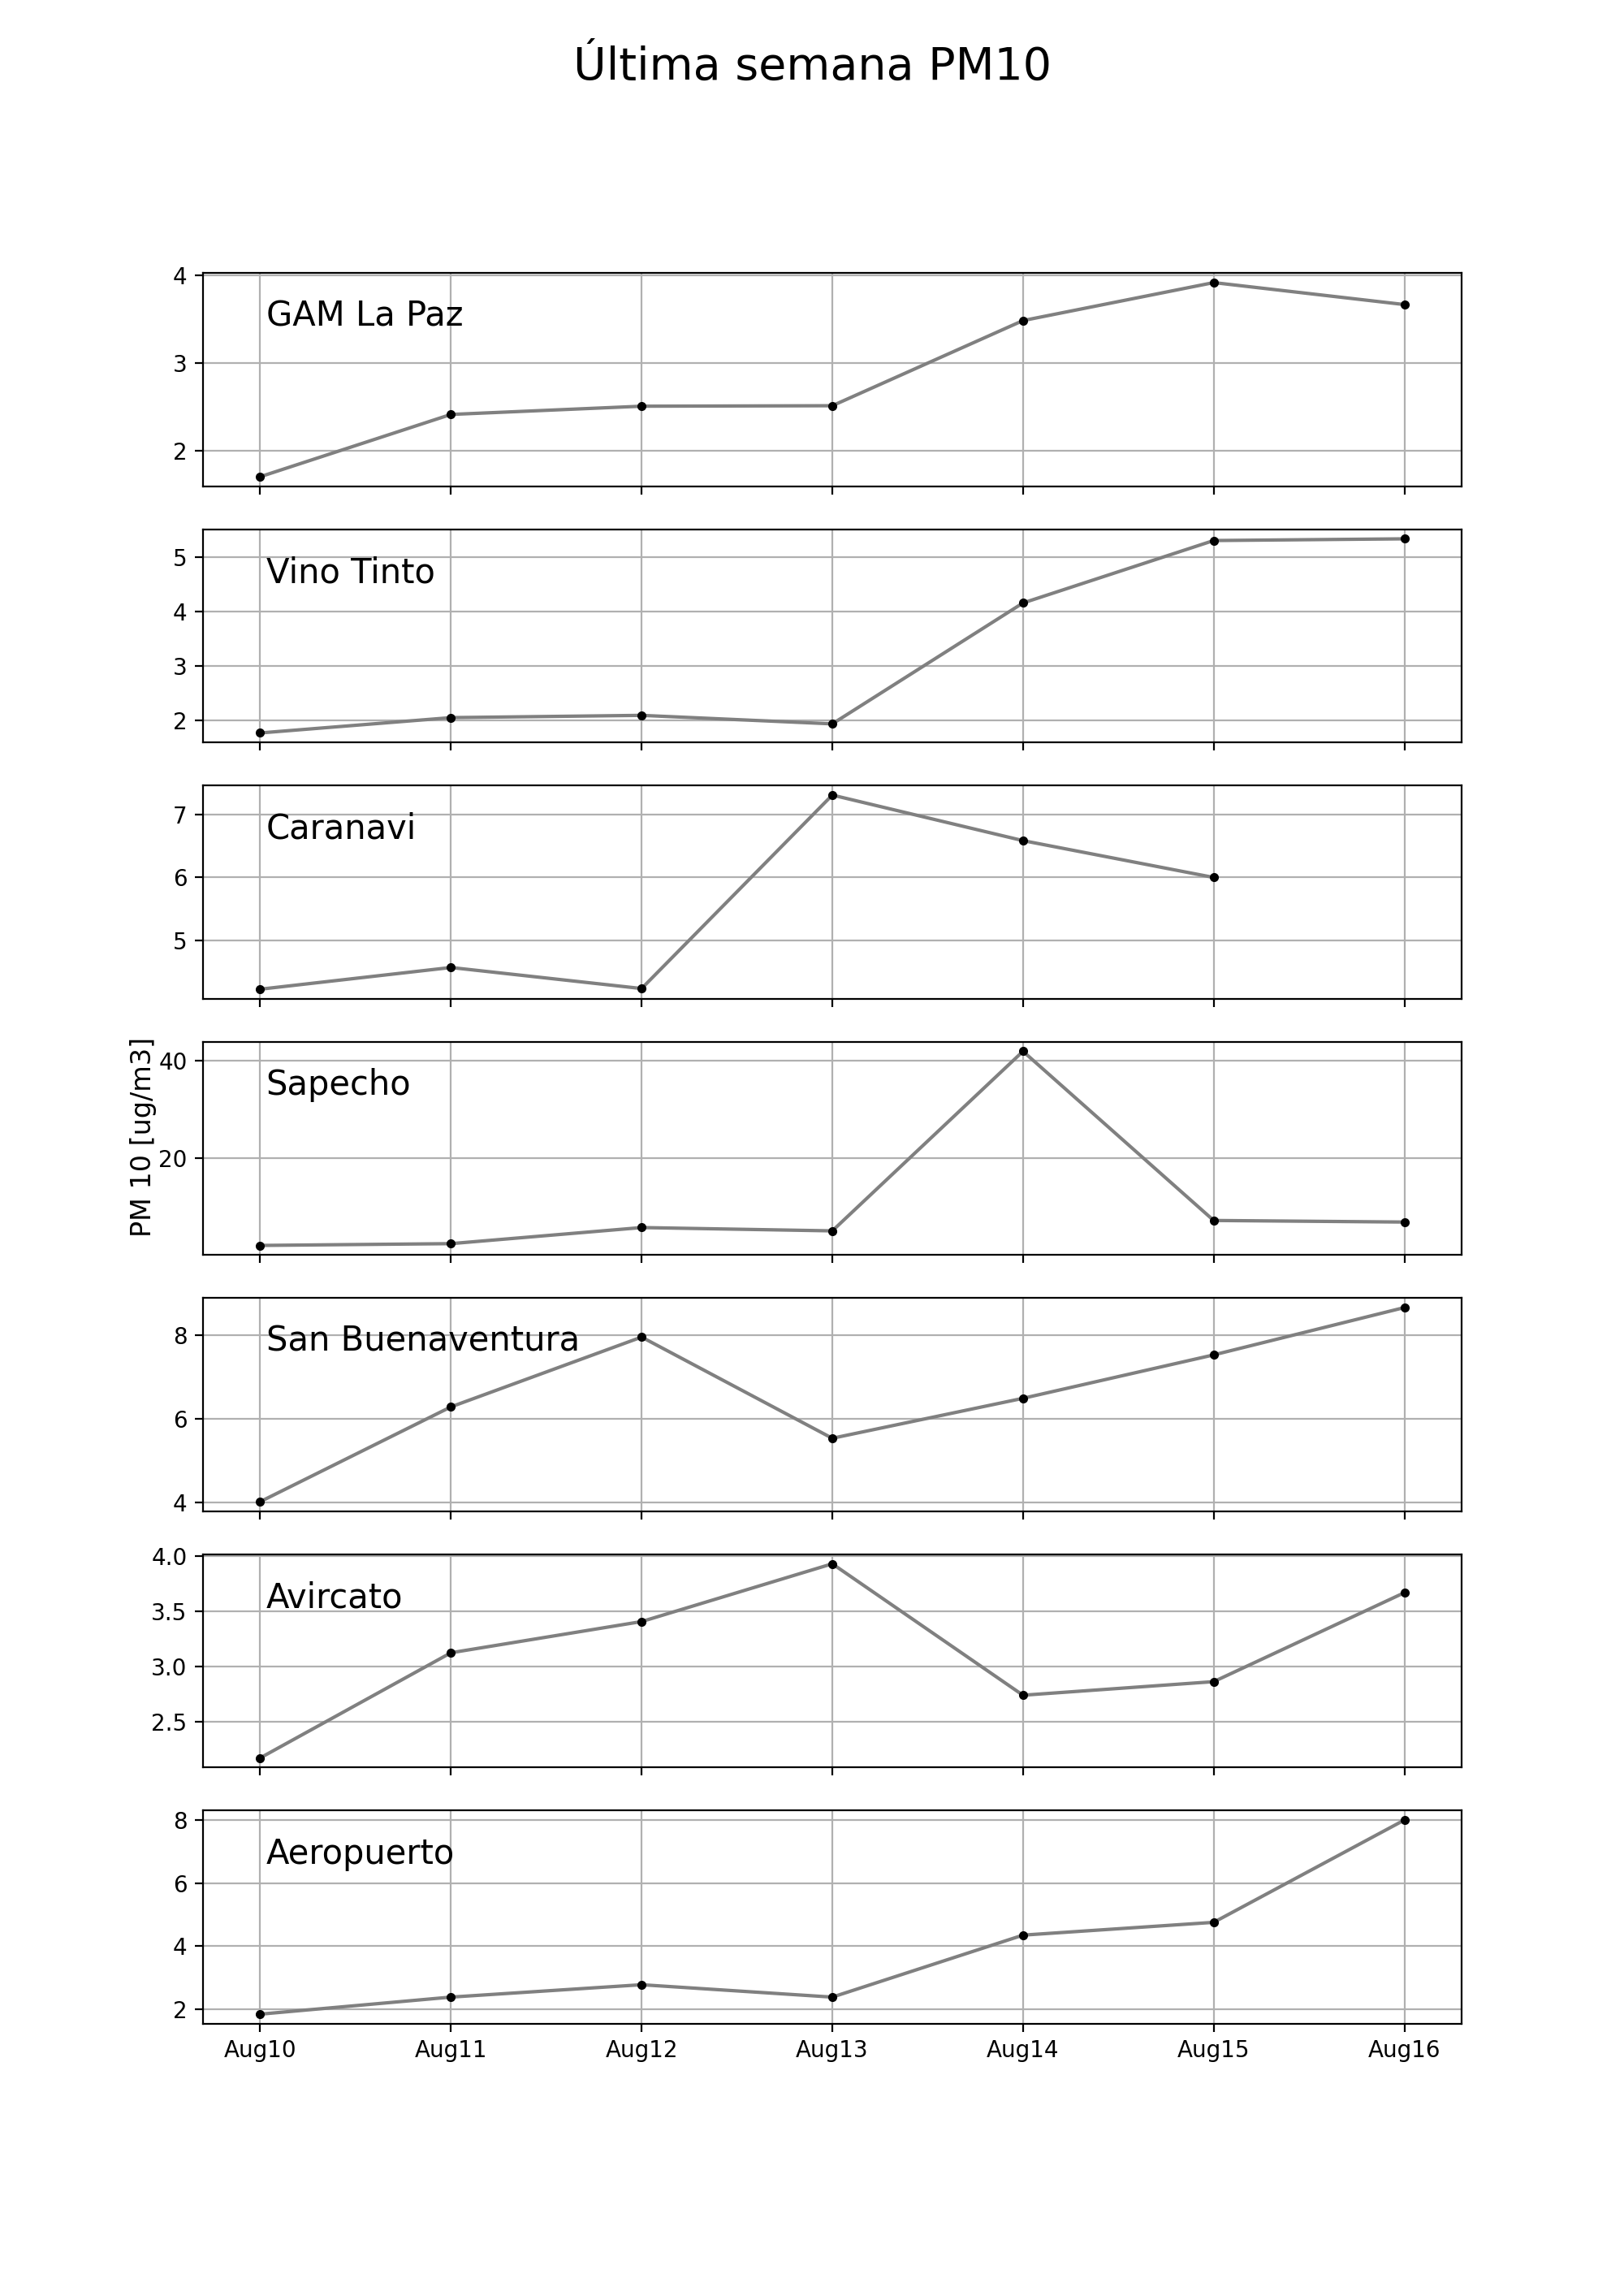 Última semana PM10
4
GAM La Paz
3
2
5
Vino Tinto
4
3
2
7
Caranavi
6
5
PM 10 [ug/m3]
40
Sapecho
20
8
San Buenaventura
6
4
4.0
Avircato
3.5
3.0
2.5
8
Aeropuerto
6
4
2
Aug10 Aug11 Aug12 Aug13 Aug14 Aug15 Aug16